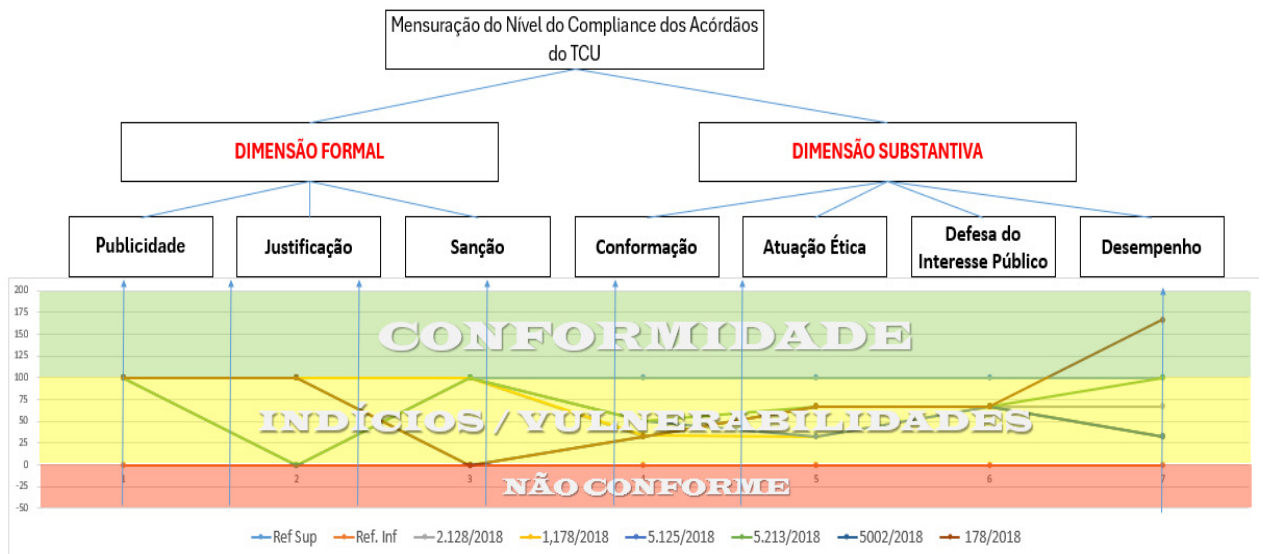 Mensuração do Nível do Compliance dos Acórdãos
do TCU
DIMENSÃO FORMAL
DIMENSÃO SUBSTANTIVA
Publicidade
Justificação
Sanção
Conformação
Atuação Ética
Defesa do
Interesse Público
Desempenho
200
175
150
125
100
75
50
25
0
-25
-50
CONFORMIDADE
INDÍCIOS / VULNERABILIDADES
NÃO CONFORME
1 2 3 4 5 6 7
Ref Sup Ref. Inf 2.128/2018 1,178/2018 5.125/2018 5.213/2018 5002/2018 178/2018